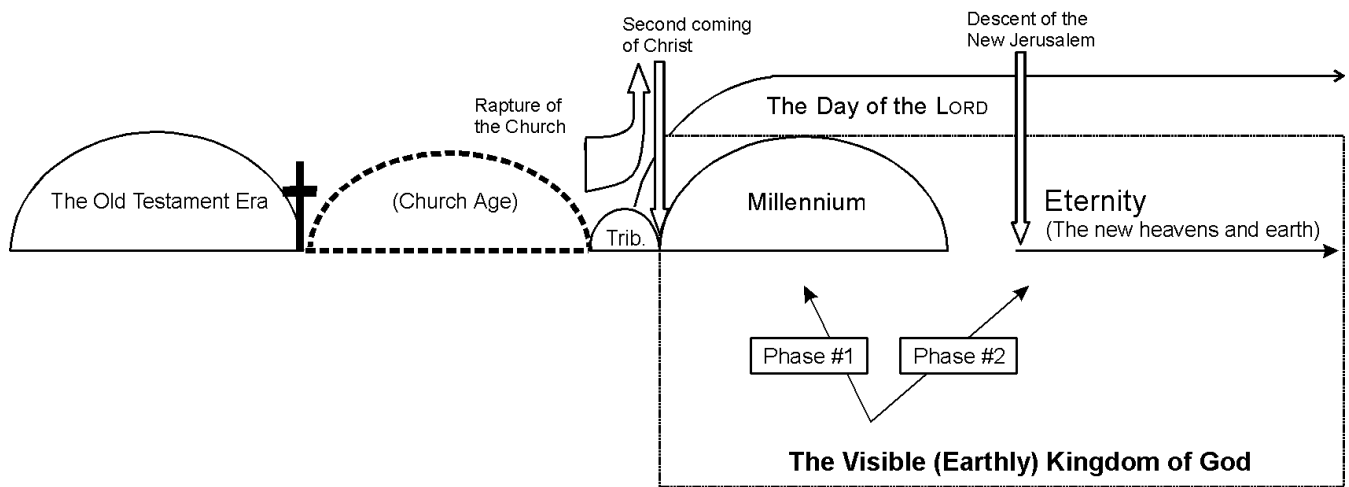 Second coming
of Christ
Descent of the
New Jerusalem
Rapture of
the Church
The Day of the LORD
The Old Testament Era
(Church Age)
Trib.
Millennium
Eternity
(The new heavens and earth)
Phase #1
Phase #2
The Visible (Earthly) Kingdom of God